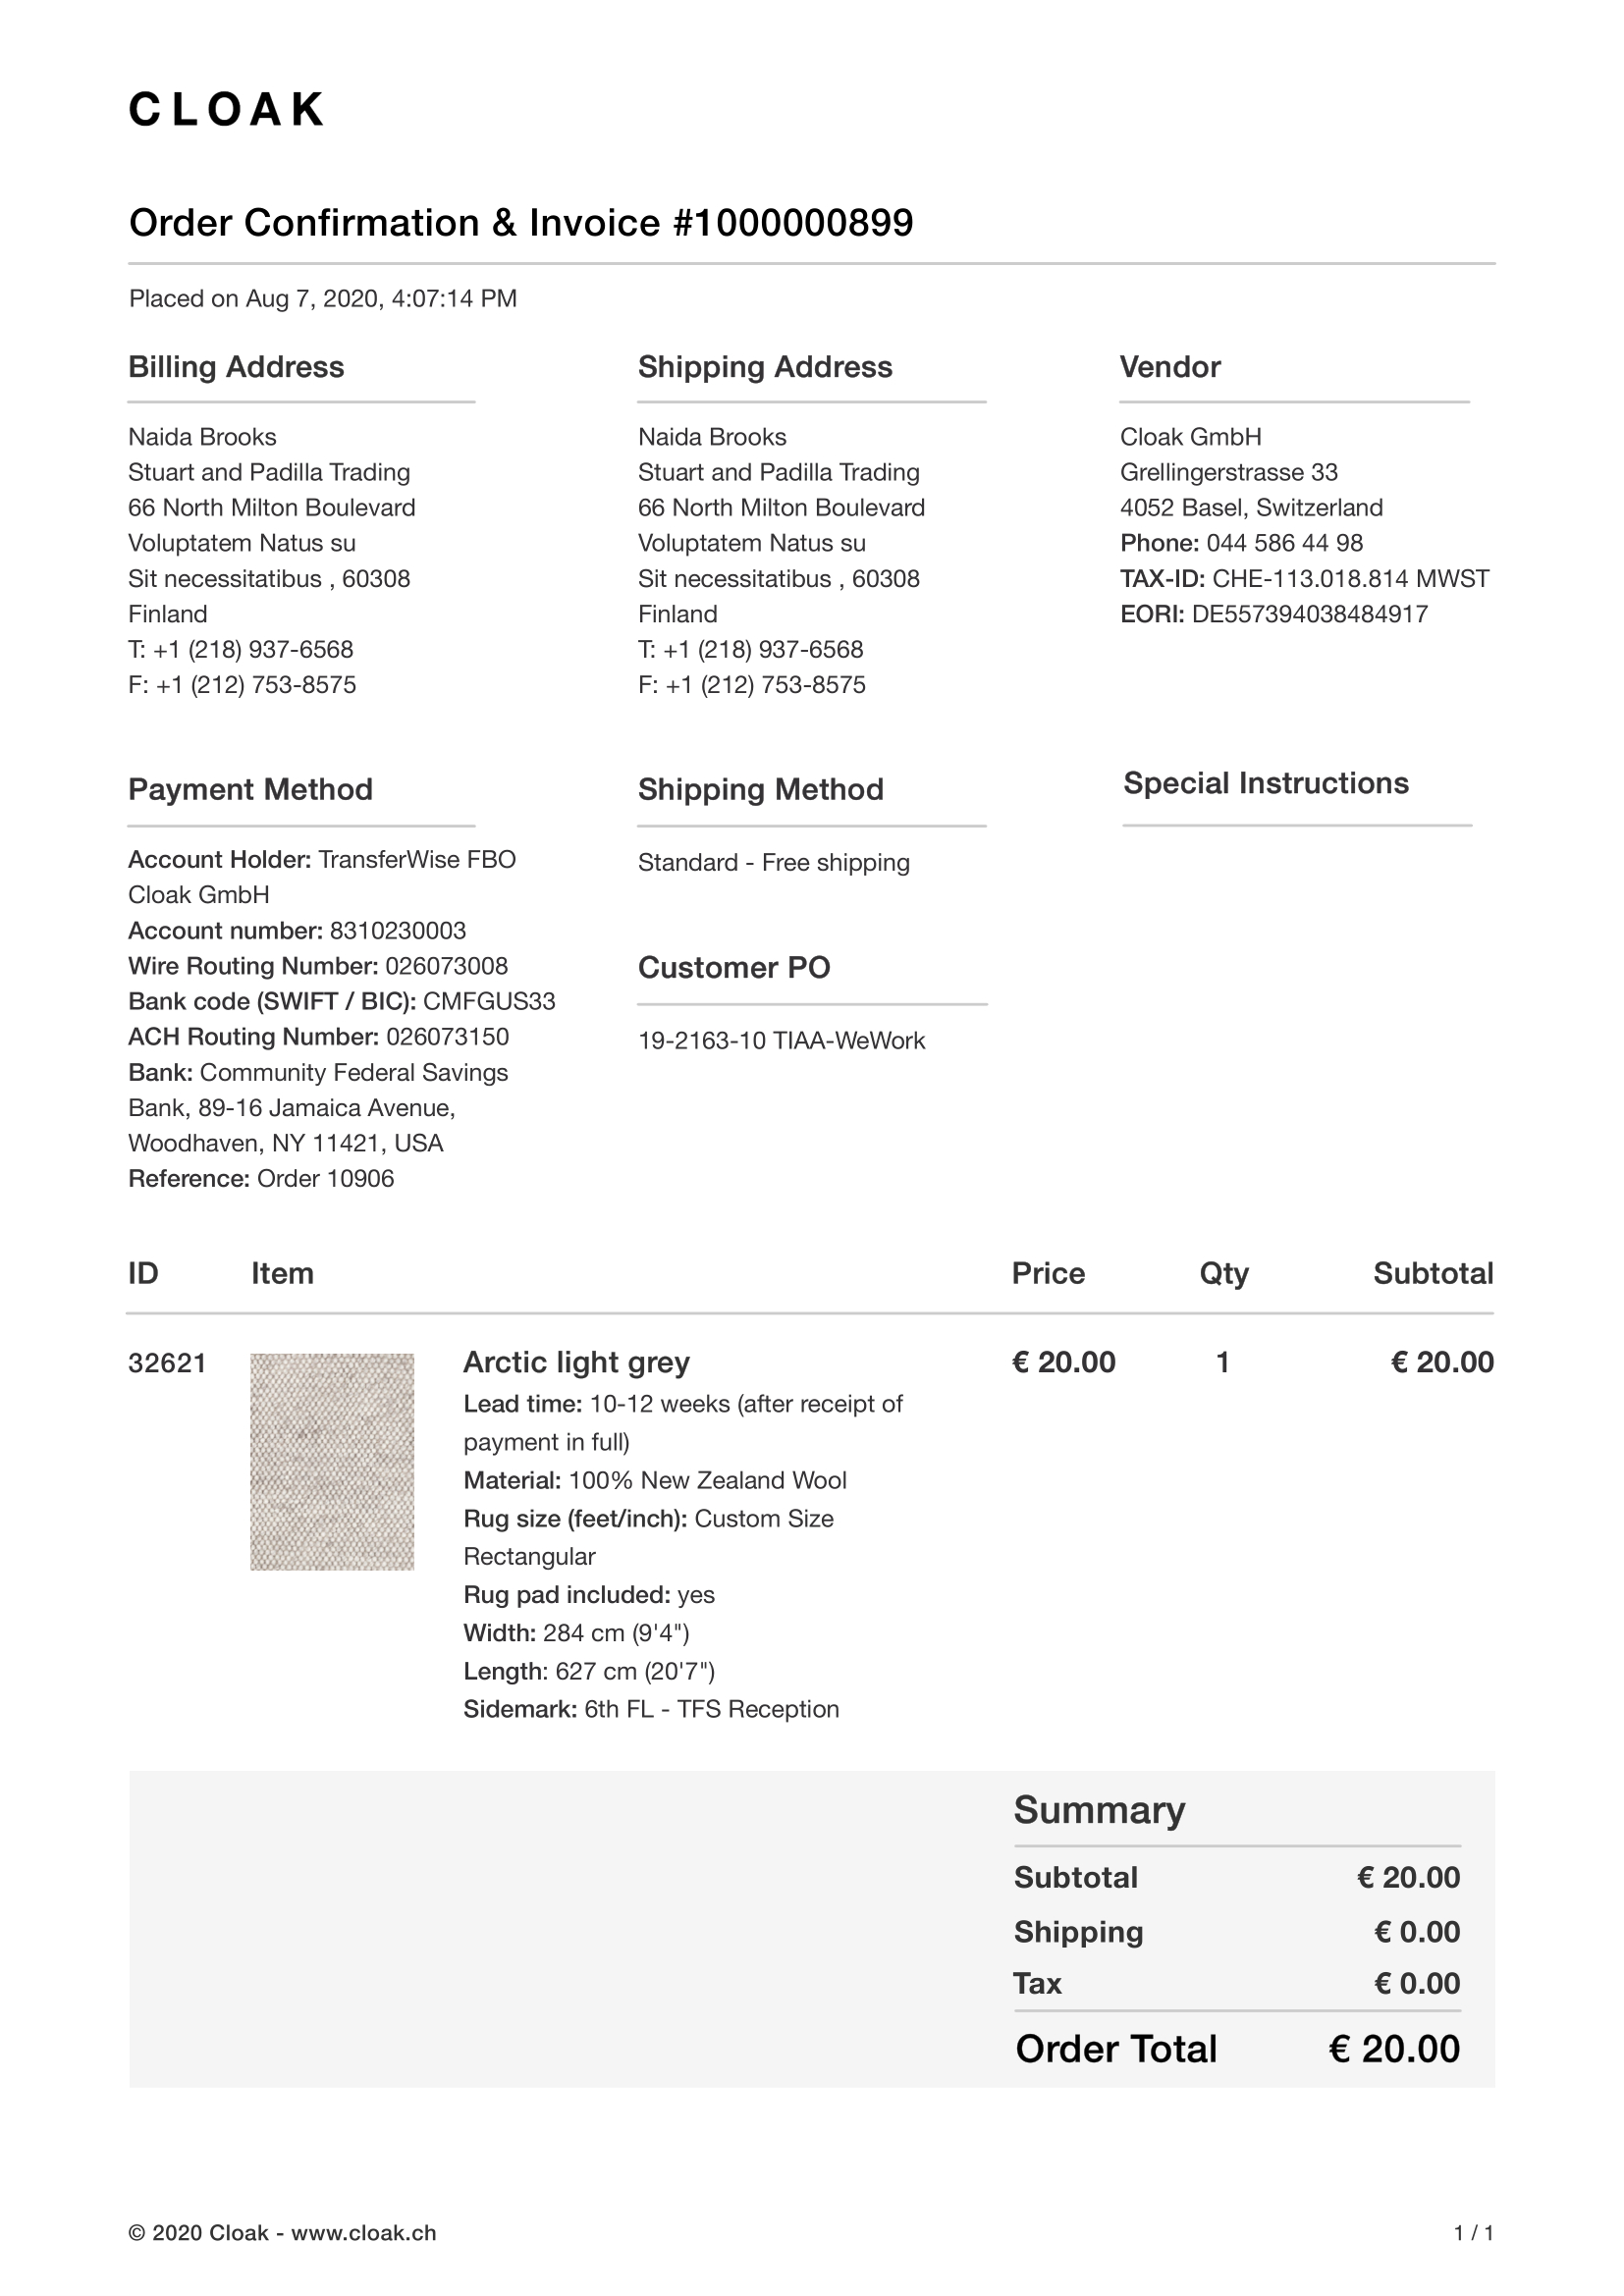 CLOAK
Order Confirmation & Invoice #1000000899
Placed on Aug 7, 2020, 4:07:14 PM
Billing Address
Naida Brooks
Stuart and Padilla Trading
66 North Milton Boulevard
Voluptatem Natus su
Sit necessitatibus , 60308
Finland
T: +1 (218) 937-6568
F: +1 (212) 753-8575
Shipping Address
Naida Brooks
Stuart and Padilla Trading
66 North Milton Boulevard
Voluptatem Natus su
Sit necessitatibus , 60308
Finland
T: +1 (218) 937-6568
F: +1 (212) 753-8575
Vendor
Cloak GmbH
Grellingerstrasse 33
4052 Basel, Switzerland
Phone: 044 586 44 98
TAX-ID: CHE-113.018.814 MWST
EORI: DE557394038484917
Payment Method
Account Holder: TransferWise FBO
Cloak GmbH
Account number: 8310230003
Wire Routing Number: 026073008
Bank code (SWIFT / BIC): CMFGUS33
ACH Routing Number: 026073150
Bank: Community Federal Savings
Bank, 89-16 Jamaica Avenue,
Woodhaven, NY 11421, USA
Reference: Order 10906
Shipping Method
Standard - Free shipping
Customer PO
19-2163-10 TIAA-WeWork
Special Instructions
ID Item Price Qty Subtotal
32621 Arctic light grey € 20.00 1 € 20.00
Lead time: 10-12 weeks (after receipt of
payment in full)
Material: 100% New Zealand Wool
Rug size (feet/inch): Custom Size
Rectangular
Rug pad included: yes
Width: 284 cm (9'4")
Length: 627 cm (20'7")
Sidemark: 6th FL - TFS Reception
Summary
Subtotal € 20.00
Shipping € 0.00
Tax € 0.00
Order Total € 20.00
© 2020 Cloak - www.cloak.ch 1 / 1